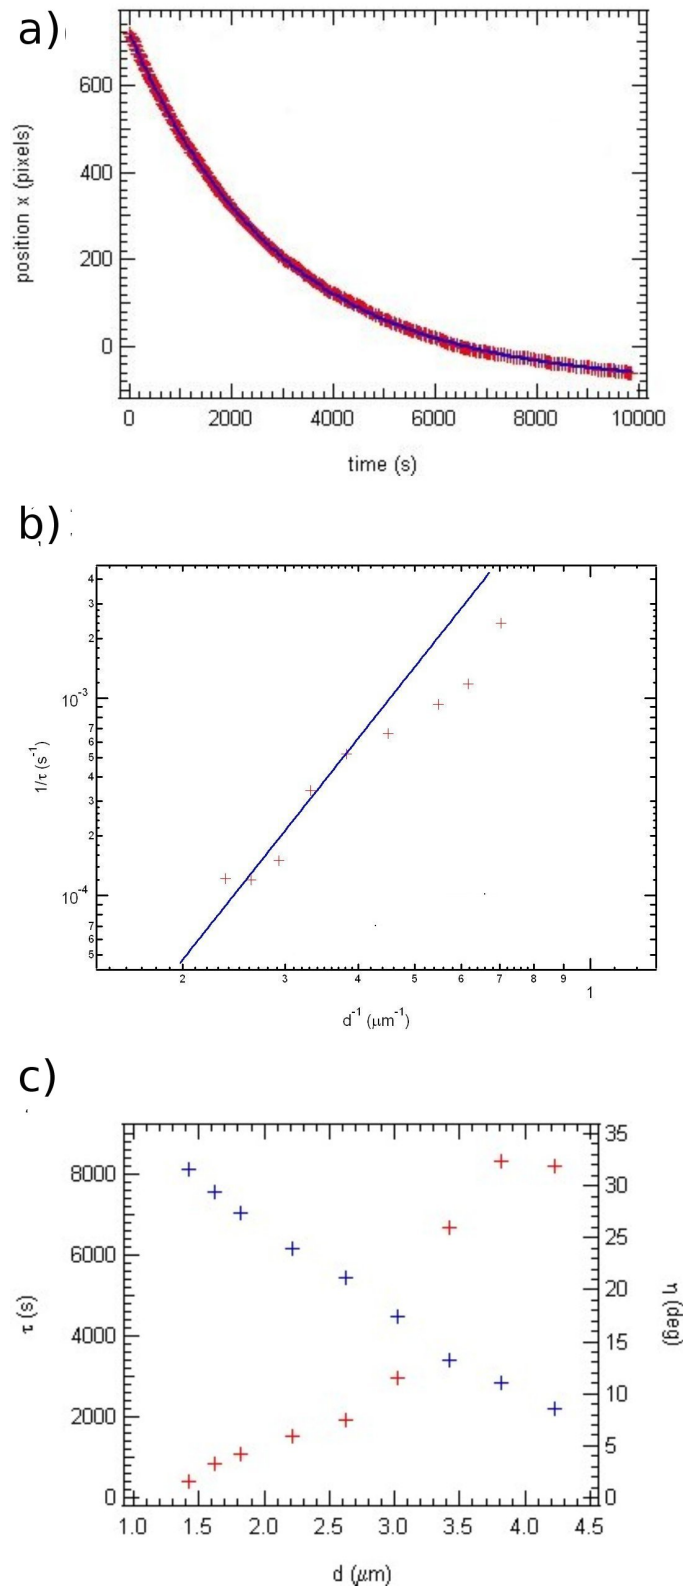 a)
600
400
200
0
position x (pixels)
0 2000 4000 6000 8000 10000
time (s)
b)
4
3
2
10-3
7
6
5
4
3
2
10-4
7
6
5
1/τ (s-1)
2 3 4 5 6 7 8 9 1
d-1 (μm-1)
c)
8000
6000
4000
2000
0
τ (s)
35
30
25
20
15
10
5
0
η (deg)
1.0 1.5 2.0 2.5 3.0 3.5 4.0 4.5
d (μm)